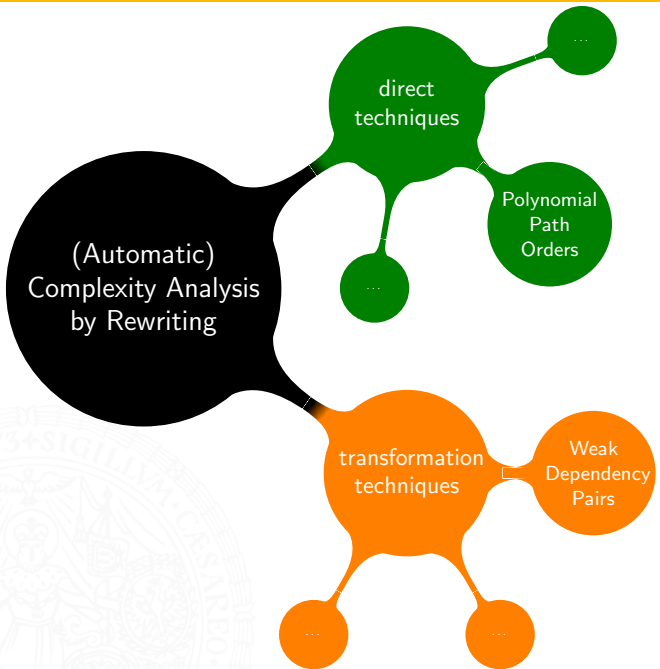 ...
direct
techniques
Polynomial
Path
Orders
...
(Automatic)
Complexity Analysis
by Rewriting
transformation
techniques
Weak
Dependency
Pairs
...
...